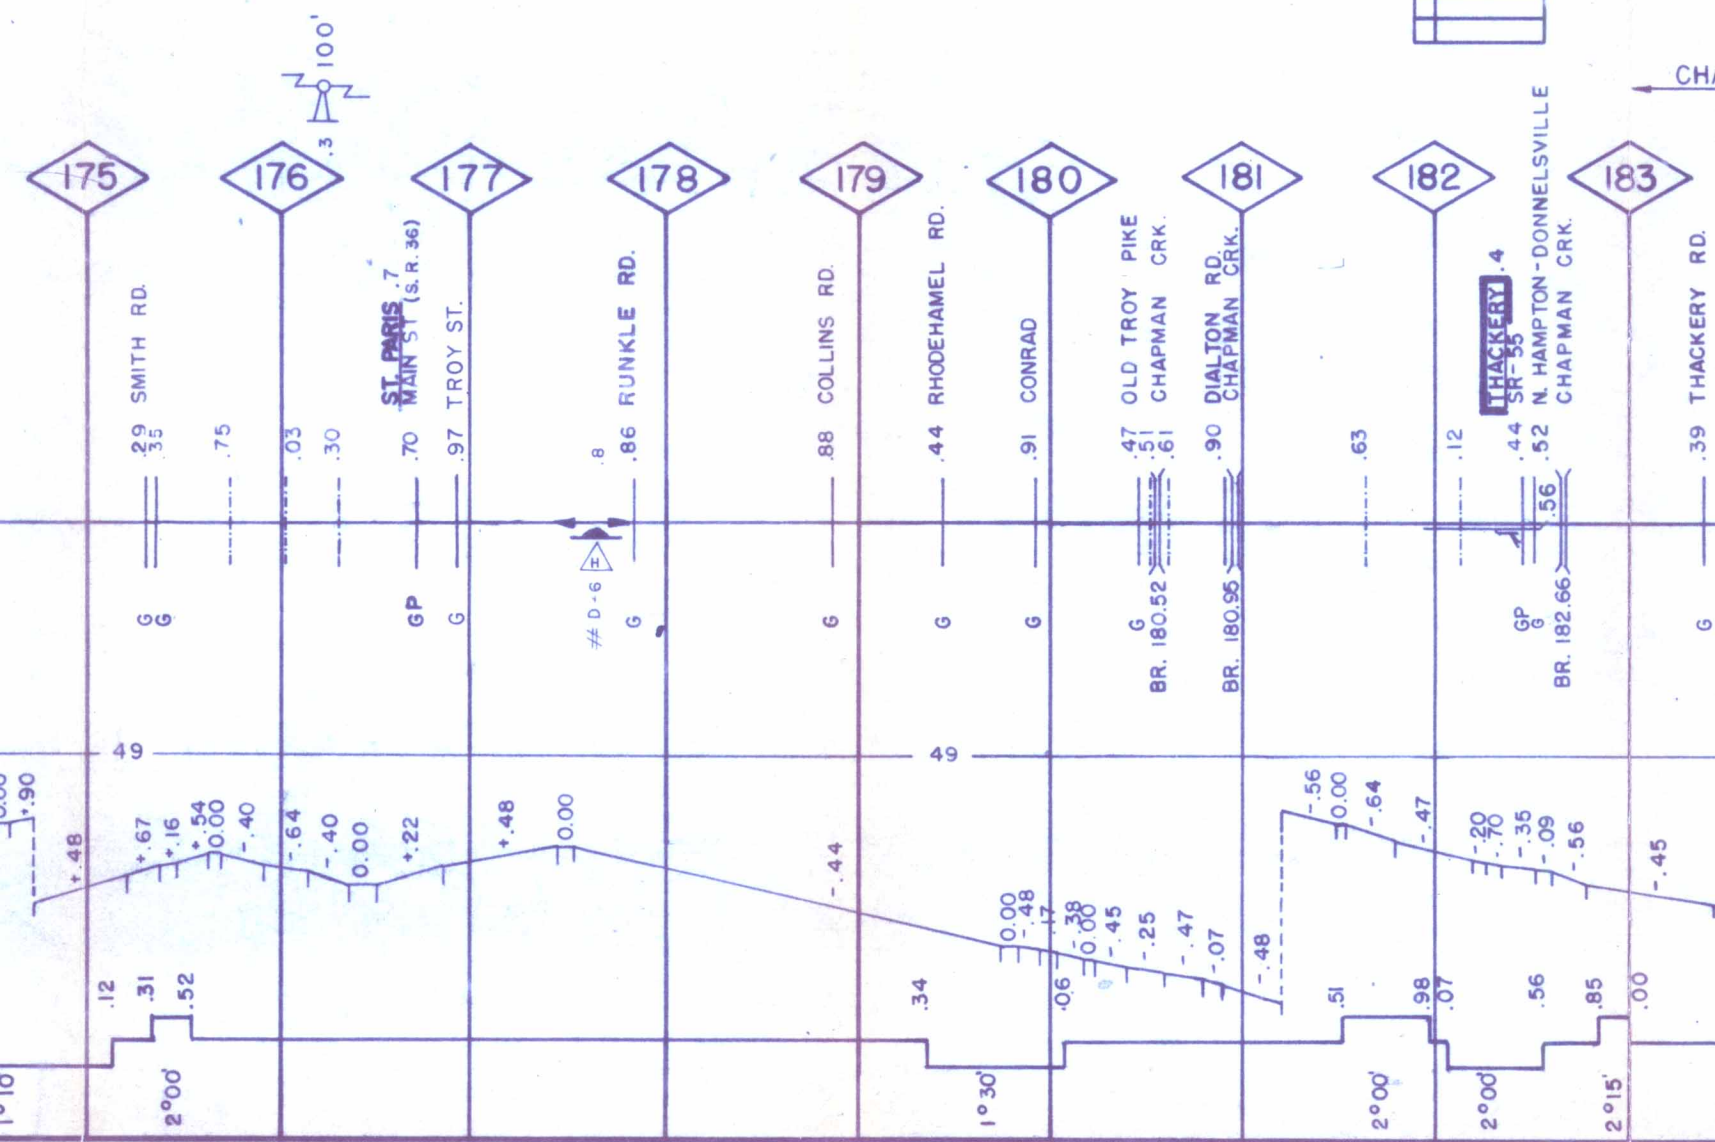 100'
CHA
.3
175
176
177
178
179
180
181
182
183
.29 SMITH RD.
.35
.75
.03
.30
ST. PARIS .7
.70 MAIN ST (S.R. 36)
.97 TROY ST.
.8
.86 RUNKLE RD.
.88 COLLINS RD.
.44 RHODEHAMEL RD.
.91 CONRAD
.47 OLD TROY PIKE
.51 CHAPMAN CRK.
.61
.90 DIALTON RD.
CHAPMAN CRK.
.63
.12
THACKERY .4
.44 SR-55
.52 N. HAMPTON-DONNELSVILLE
.56 CHAPMAN CRK.
.39 THACKERY RD.
G
G
GP
G
H
# D-6
G
G
G
G
G
BR. 180.52
BR. 180.95
GP
G
BR. 182.66
G
49
49
+.90
+.48
+.67
+.16
+.54
0.00
-.40
-.64
-.40
0.00
+.22
+.48
0.00
-.44
0.00
-.48
-.17
-.38
0.00
-.45
-.25
-.47
-.07
-.48
-.56
0.00
-.64
-.47
-.20
-.70
-.35
-.09
-.56
-.45
.12
.31
.52
.34
.06
.51
.98
.07
.56
.85
.00
1°10'
2°00'
1°30'
2°00'
2°00'
2°15'